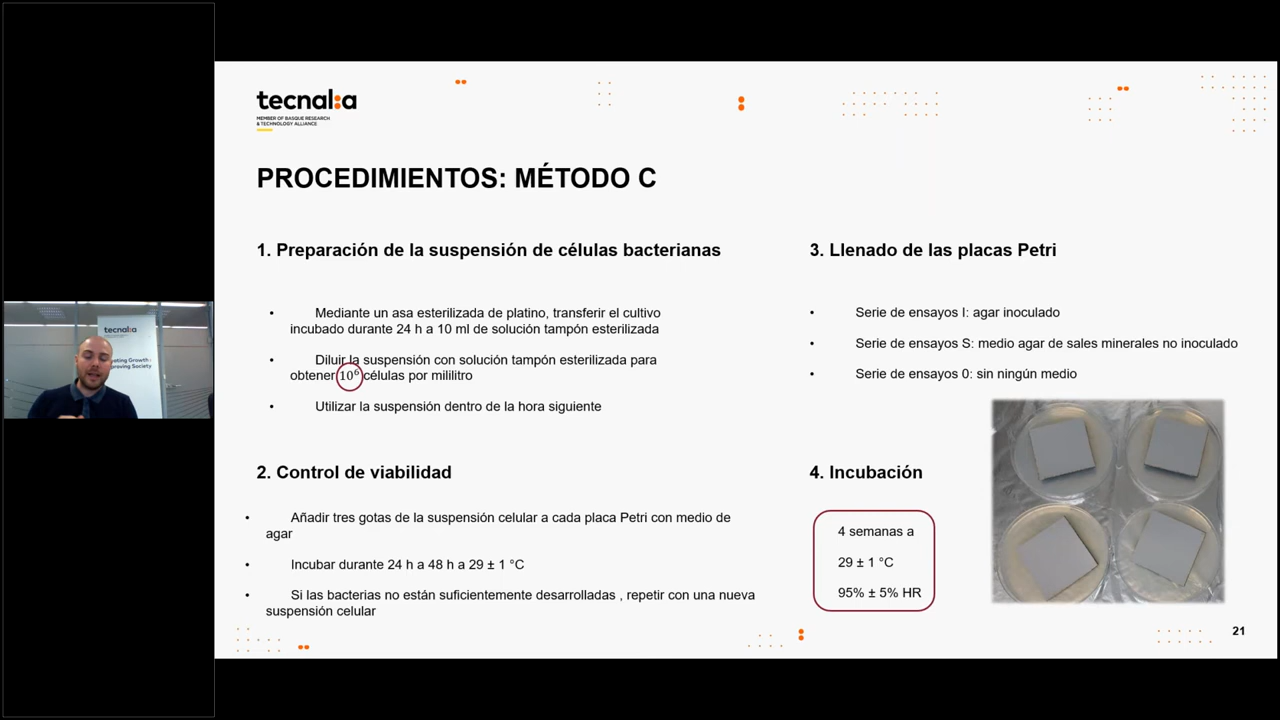 tecnal:a
MEMBER OF BASQUE RESEARCH
& TECHNOLOGY ALLIANCE
PROCEDIMIENTOS: MÉTODO C
1. Preparación de la suspensión de células bacterianas
• Mediante un asa esterilizada de platino, transferir el cultivo
incubado durante 24 h a 10 ml de solución tampón esterilizada
• Diluir la suspensión con solución tampón esterilizada para
obtener 10⁶ células por mililitro
• Utilizar la suspensión dentro de la hora siguiente
2. Control de viabilidad
• Añadir tres gotas de la suspensión celular a cada placa Petri con medio de
agar
• Incubar durante 24 h a 48 h a 29 ± 1 °C
• Si las bacterias no están suficientemente desarrolladas , repetir con una nueva
suspensión celular
3. Llenado de las placas Petri
• Serie de ensayos I: agar inoculado
• Serie de ensayos S: medio agar de sales minerales no inoculado
• Serie de ensayos 0: sin ningún medio
4. Incubación
4 semanas a
29 ± 1 °C
95% ± 5% HR
21
tecnal:a
Growth
Society